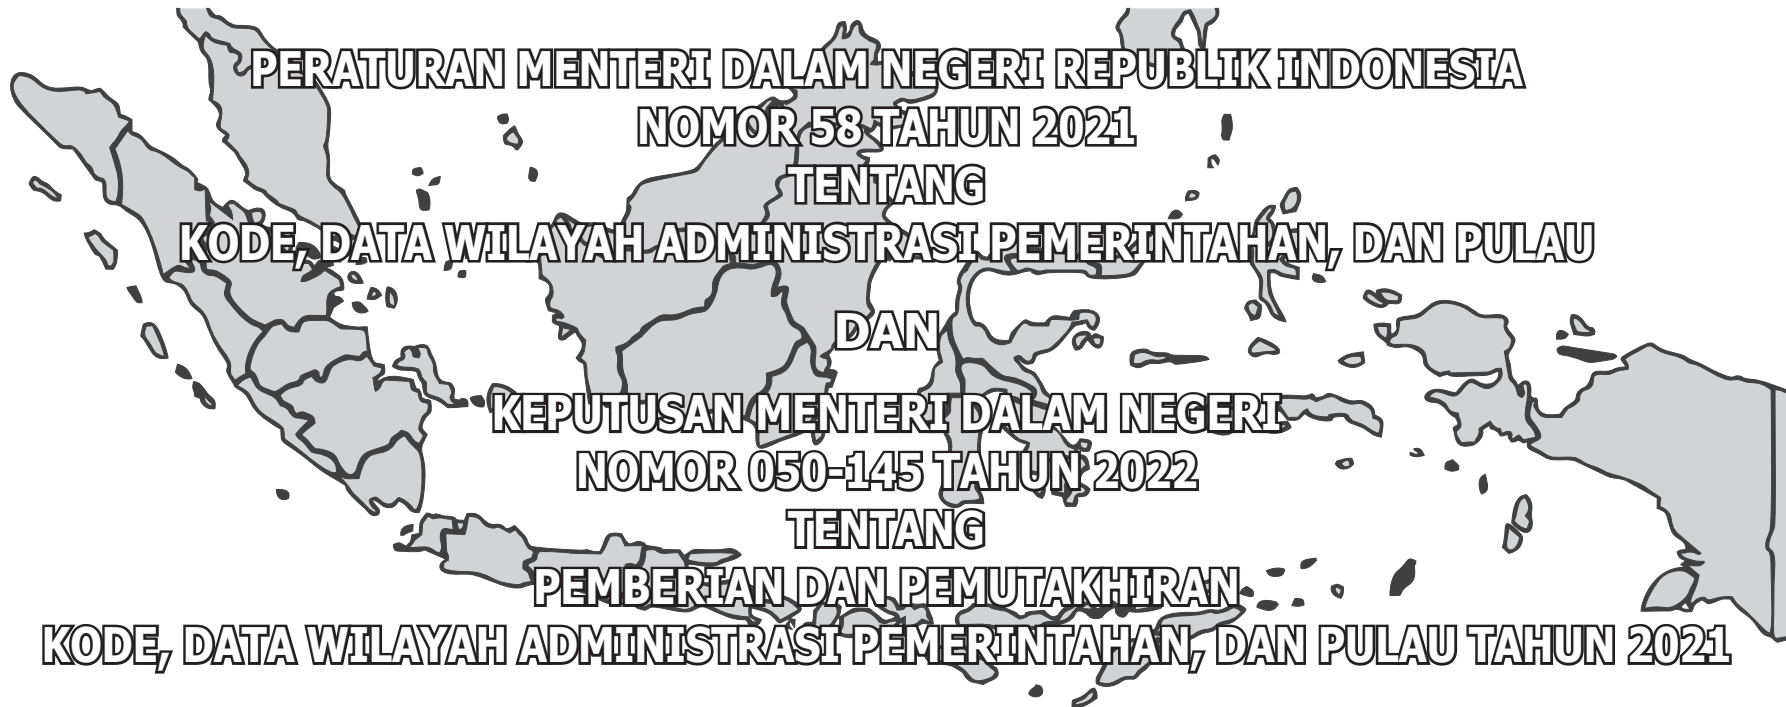 PERATURAN MENTERI DALAM NEGERI REPUBLIK INDONESIA
NOMOR 58 TAHUN 2021
TENTANG
KODE, DATA WILAYAH ADMINISTRASI PEMERINTAHAN, DAN PULAU
DAN
KEPUTUSAN MENTERI DALAM NEGERI
NOMOR 050-145 TAHUN 2022
TENTANG
PEMBERIAN DAN PEMUTAKHIRAN
KODE, DATA WILAYAH ADMINISTRASI PEMERINTAHAN, DAN PULAU TAHUN 2021